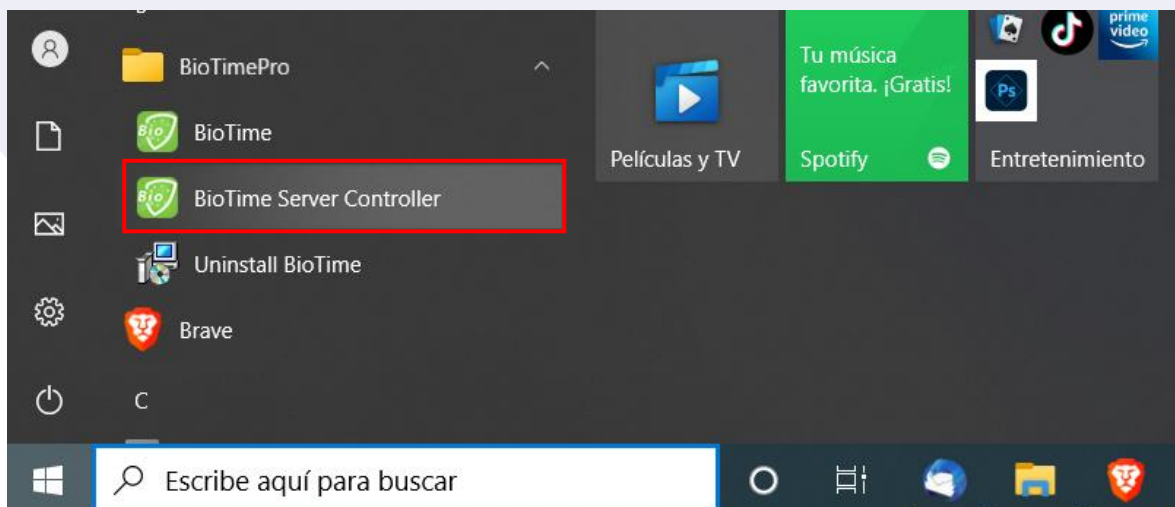 BioTimePro
BioTime
BioTime Server Controller
Uninstall BioTime
Brave
C
Películas y TV
Tu música
favorita. ¡Gratis!
Spotify
prime
video
Ps
Entretenimiento
Escribe aquí para buscar